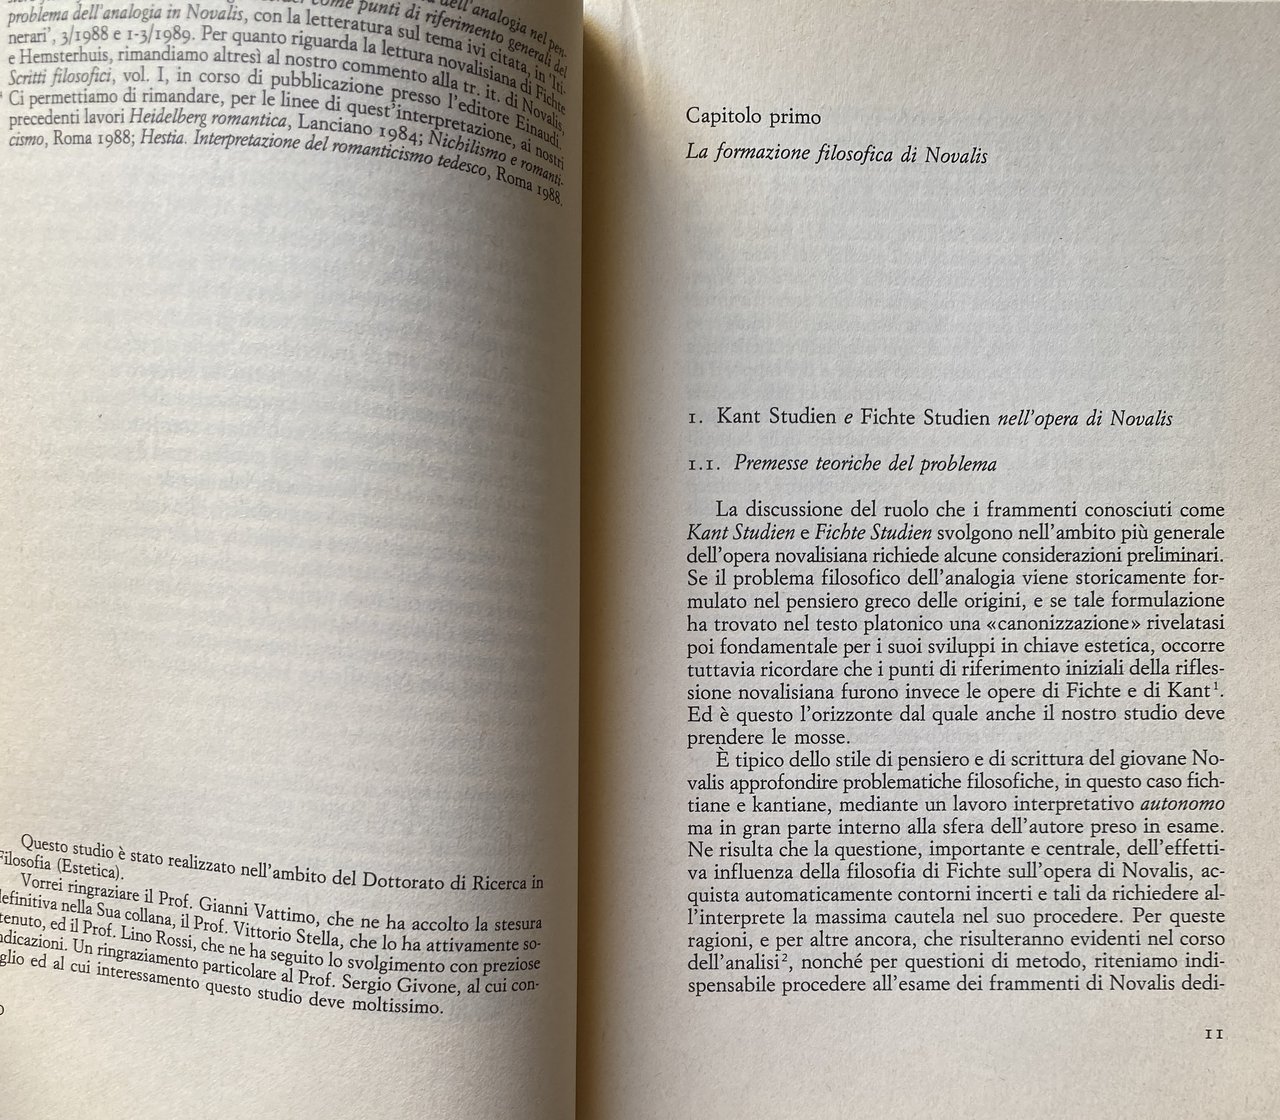 come punti di riferimento generali del
problema dell'analogia in Novalis, con la letteratura sul tema ivi citata, in 'Iti-
nerari', 3/1988 e 1-3/1989. Per quanto riguarda la lettura novalisiana di Fichte
e Hemsterhuis, rimandiamo altresì al nostro commento alla tr. it. di Novalis,
Scritti filosofici, vol. I, in corso di pubblicazione presso l'editore Einaudi.
Ci permettiamo di rimandare, per le linee di quest'interpretazione, ai nostri
precedenti lavori Heidelberg romantica, Lanciano 1984; Nichilismo e romanti-
cismo, Roma 1988; Hestia. Interpretazione del romanticismo tedesco, Roma 1988.
Questo studio è stato realizzato nell'ambito del Dottorato di Ricerca in
Filosofia (Estetica).
Vorrei ringraziare il Prof. Gianni Vattimo, che ne ha accolto la stesura
definitiva nella Sua collana, il Prof. Vittorio Stella, che lo ha attivamente so-
tenuto, ed il Prof. Lino Rossi, che ne ha seguito lo svolgimento con preziose
ndicazioni. Un ringraziamento particolare al Prof. Sergio Givone, al cui con-
glio ed al cui interessamento questo studio deve moltissimo.
Capitolo primo
La formazione filosofica di Novalis
1. Kant Studien e Fichte Studien nell'opera di Novalis
1.1. Premesse teoriche del problema
La discussione del ruolo che i frammenti conosciuti come
Kant Studien e Fichte Studien svolgono nell'ambito più generale
dell'opera novalisiana richiede alcune considerazioni preliminari.
Se il problema filosofico dell'analogia viene storicamente for-
mulato nel pensiero greco delle origini, e se tale formulazione
ha trovato nel testo platonico una «canonizzazione» rivelatasi
poi fondamentale per i suoi sviluppi in chiave estetica, occorre
tuttavia ricordare che i punti di riferimento iniziali della rifles-
sione novalisiana furono invece le opere di Fichte e di Kant¹.
Ed è questo l'orizzonte dal quale anche il nostro studio deve
prendere le mosse.
È tipico dello stile di pensiero e di scrittura del giovane No-
valis approfondire problematiche filosofiche, in questo caso fich-
tiane e kantiane, mediante un lavoro interpretativo autonomo
ma in gran parte interno alla sfera dell'autore preso in esame.
Ne risulta che la questione, importante e centrale, dell'effetti-
va influenza della filosofia di Fichte sull'opera di Novalis, ac-
quista automaticamente contorni incerti e tali da richiedere al-
l'interprete la massima cautela nel suo procedere. Per queste
ragioni, e per altre ancora, che risulteranno evidenti nel corso
dell'analisi², nonché per questioni di metodo, riteniamo indi-
spensabile procedere all'esame dei frammenti di Novalis dedi-
11